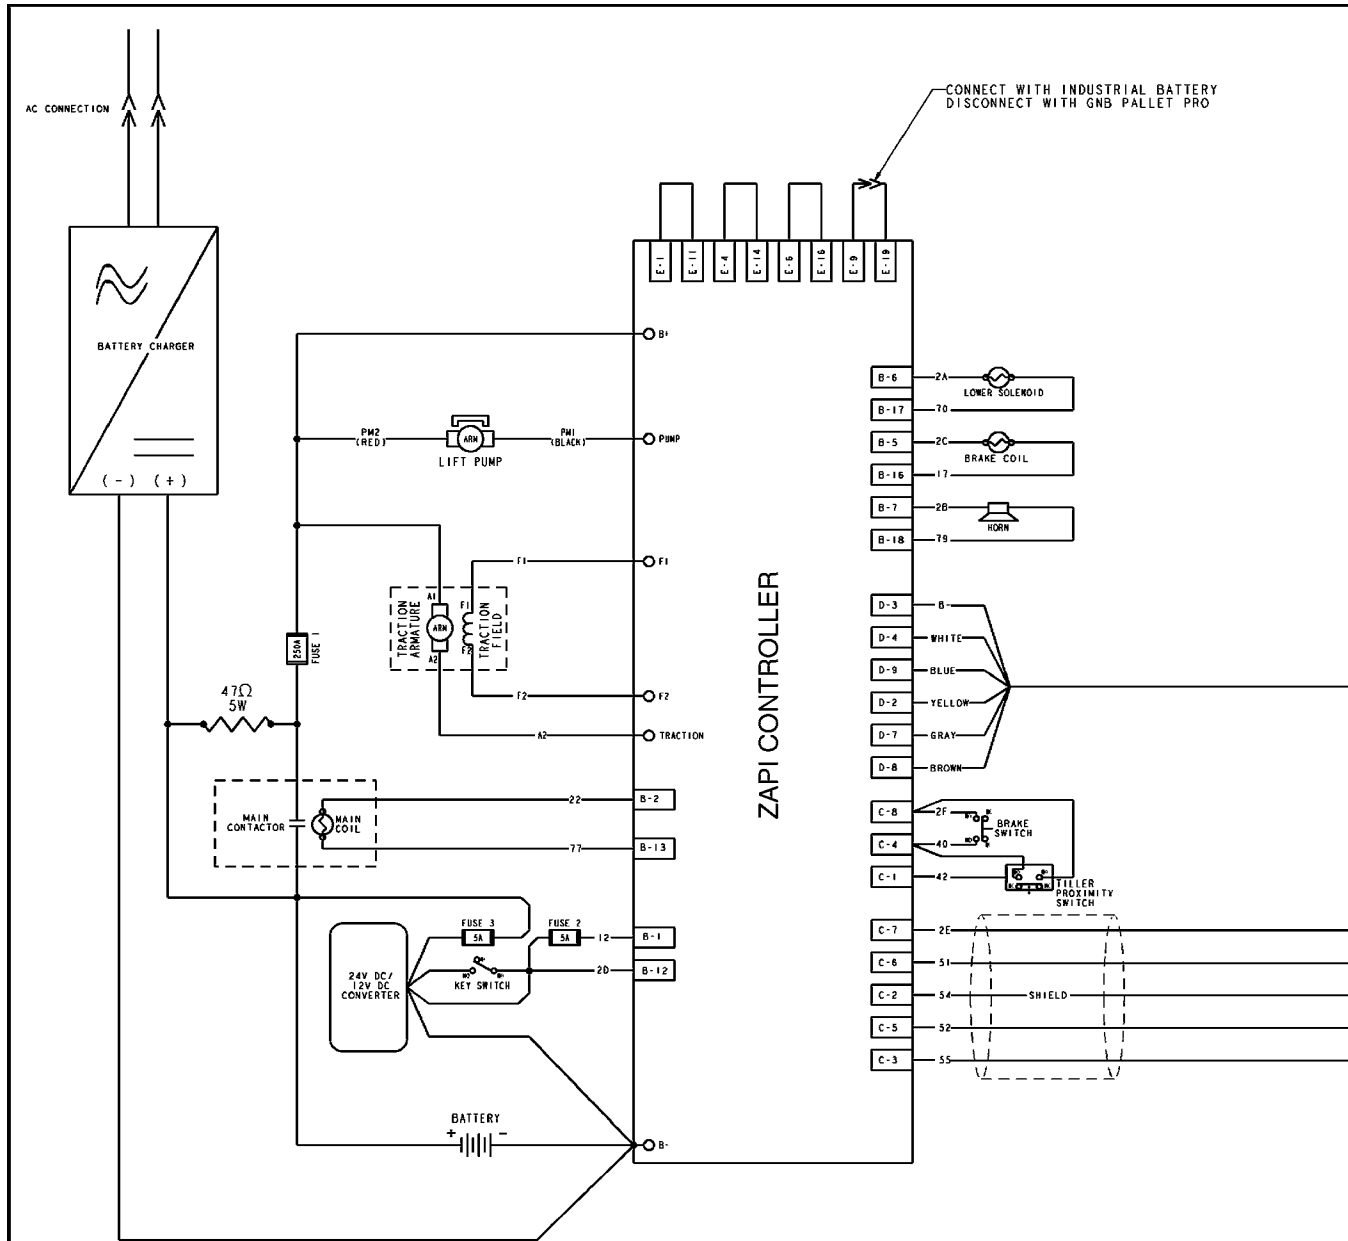 CONNECT WITH INDUSTRIAL BATTERY
DISCONNECT WITH GNB PALLET PRO
AC CONNECTION
E-1
E-11
E-4
E-14
E-6
E-16
E-9
E-19
BATTERY CHARGER
(-) (+)
B+
PM2
(RED)
ARM
PM1
(BLACK)
PUMP
LIFT PUMP
B-6
2A
LOWER SOLENOID
B-17
70
B-5
2C
BRAKE COIL
B-16
17
B-7
2B
HORN
B-18
79
F1
F1
A1
F1
TRACTION
ARMATURE
ARM
TRACTION
FIELD
A2
F2
F2
F2
A2
TRACTION
250A
FUSE 1
47Ω
5W
ZAPI CONTROLLER
D-3
B-
D-4
WHITE
D-9
BLUE
D-2
YELLOW
D-7
GRAY
D-8
BROWN
MAIN
CONTACTOR
MAIN
COIL
22
B-2
77
B-13
C-8
2F
BRAKE
SWITCH
C-4
40
C-1
42
TILLER
PROXIMITY
SWITCH
FUSE 3
5A
FUSE 2
5A
12
B-1
KEY SWITCH
2D
B-12
24V DC/
12V DC
CONVERTER
C-7
2E
C-6
51
C-2
54
SHIELD
C-5
52
C-3
55
BATTERY
+ -
B-